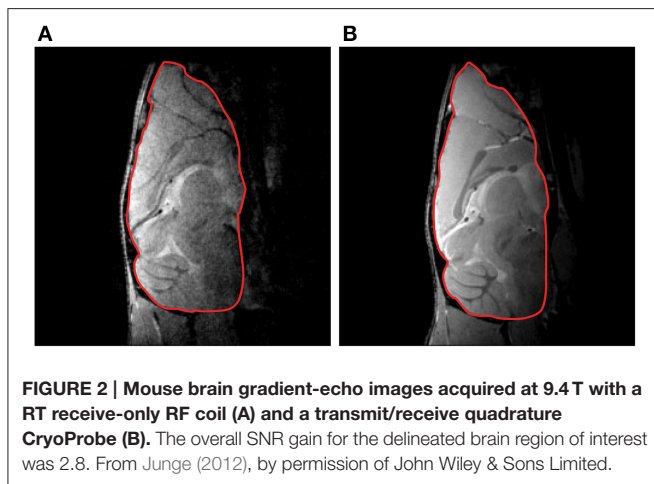 A
B
FIGURE 2 | Mouse brain gradient-echo images acquired at 9.4 T with a
RT receive-only RF coil (A) and a transmit/receive quadrature
CryoProbe (B). The overall SNR gain for the delineated brain region of interest
was 2.8. From Junge (2012), by permission of John Wiley & Sons Limited.